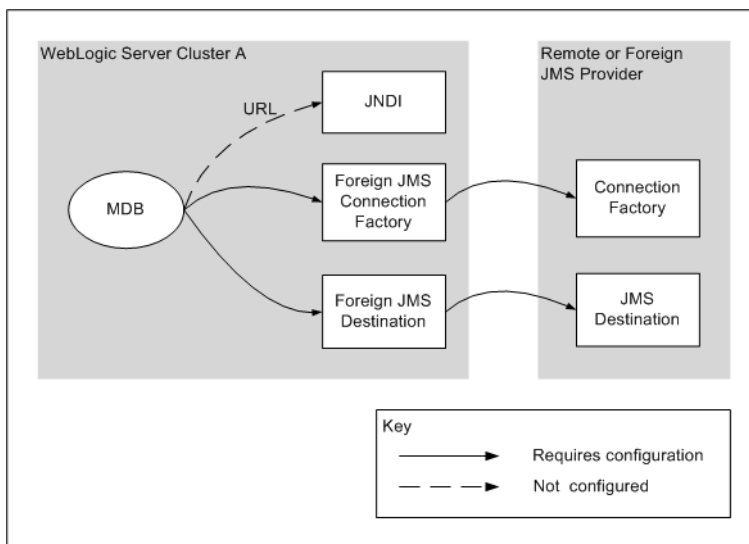 WebLogic Server Cluster A
Remote or Foreign
JMS Provider
URL
JNDI
MDB
Foreign JMS
Connection
Factory
Connection
Factory
Foreign JMS
Destination
JMS
Destination
Key
Requires configuration
Not configured